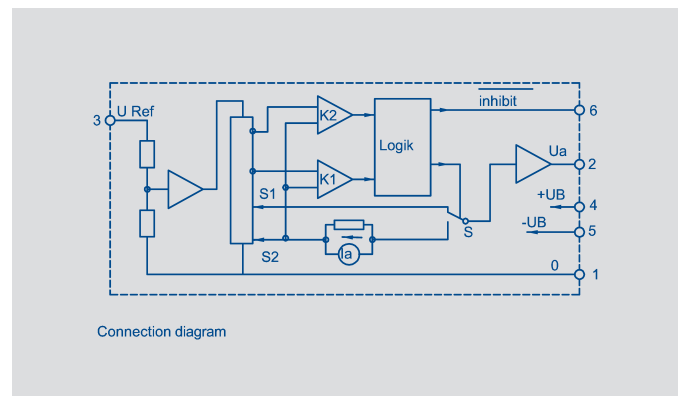 inhibit
3 U Ref
6
K2
Logik
Ua
2
K1
+UB
4
S1
S
-UB
5
S2
Ia
0
1
Connection diagram